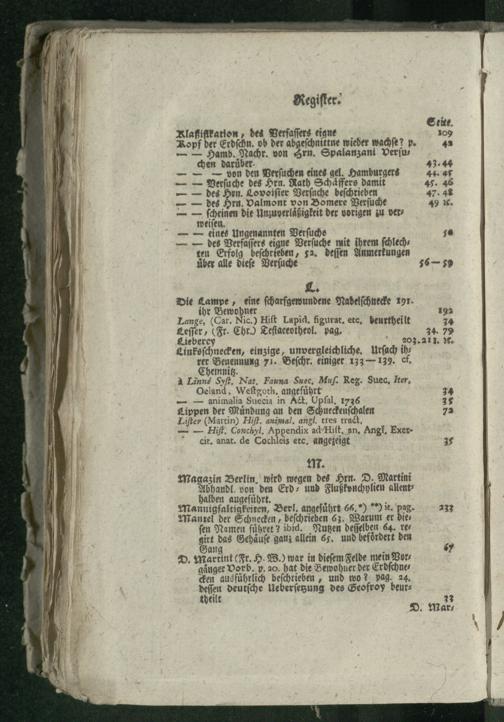 Register.
Seite.
Klassifikation, des Verfassers eigne 109
Kopf der Erdschn. ob der abgeschnittne wieder wachse? p. 42
— — Hamb. Nachr. von Hrn. Spalanzani Versu-
chen darüber. 43. 44
— — — von den Versuchen eines gel. Hamburgers 44. 45
— — Versuche des Hrn. Rath Schäffers damit 45. 46
— — des Hrn. Lovoisier Versuche beschrieben 47. 48
— — des Hrn. Valmont von Bomere Versuche 49 ꝛc.
— — scheinen die Unzuverläßigkeit der vorigen zu ver-
weisen.
— — eines Ungenannten Versuchs 50
— — des Verfassers eigne Versuche mit ihrem schlech-
ten Erfolg beschrieben, 52. dessen Anmerkungen
über alle diese Versuche 56—59
L.
Die Lampe, eine scharfgewundne Nabelschnecke 191.
ihr Bewohner 192
Lange, (Car. Nic.) Hist Lapid. figurat. etc. beurtheilt 34
Lesser, (Fr. Chr.) Testaceotheol. pag. 34. 79
Lieberey 203. 211. ꝛc.
Linksschnecken, einzige, unvergleichliche. Ursach ih-
rer Benennung 71. Beschr. einiger 133—139. cf.
Chemnitz.
à Linné Syst. Nat. Fauna Suec. Mus. Reg. Suec. Iter,
Oeland, Westgoth. angeführt 34
— — animalia Suecia in Act. Upsal. 1736 35
Lippen der Mündung an den Schneckenschalen 72
Lister (Martin) Hist. animal. angl. tres tract.
— — Hist. Conchyl. Appendix ad Hist. an. Angl. Exer-
cit. anat. de Cochleis etc. angezeigt 35
M.
Magazin Berlin. wird wegen des Hrn. D. Martini
Abhandl. von den Erd- und Flußkonchylien allent-
halben angeführt.
Mannigfaltigkeiten, Berl. angeführt 66.*) **) it. pag. 233
Mantel der Schnecken, beschrieben 63. Warum er die-
sen Namen führet? ibid. Nutzen desselben 64. re-
girt das Gehäuse ganz allein 65. und befördert den
Gang 67
D. Martini (Fr. H. W.) war in diesem Felde mein Vor-
gänger Vorb. p. 20. hat die Bewohner der Erdschne-
cken ausführlich beschrieben, und wo? pag. 24.
dessen deutsche Uebersetzung des Geofroy beur-
theilt 33
D. Mar-